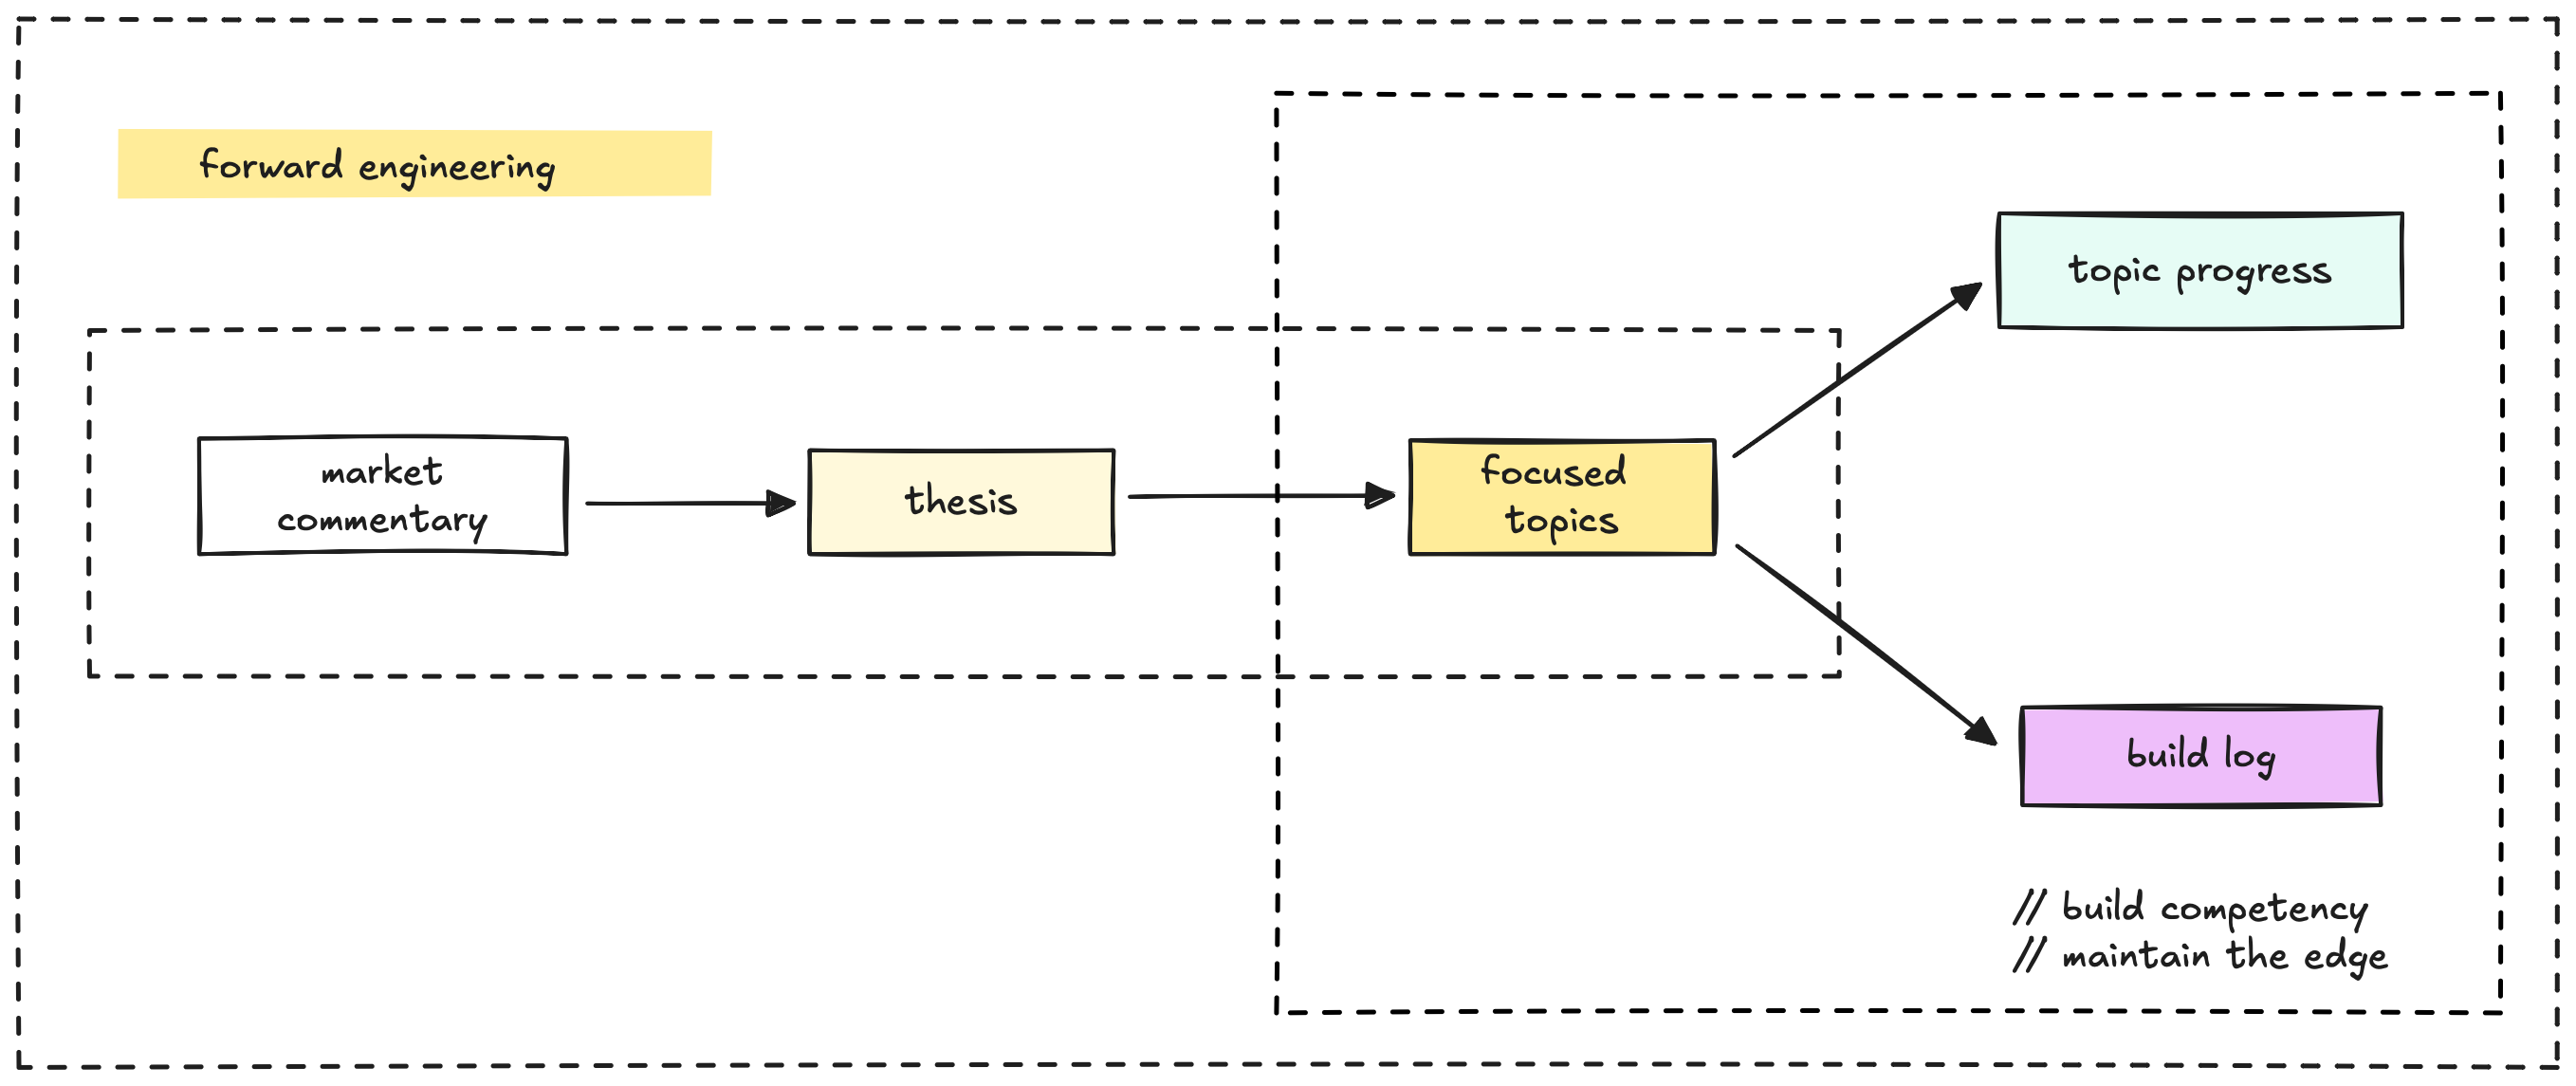 forward engineering
topic progress
market
commentary
thesis
focused
topics
build log
// build competency
// maintain the edge